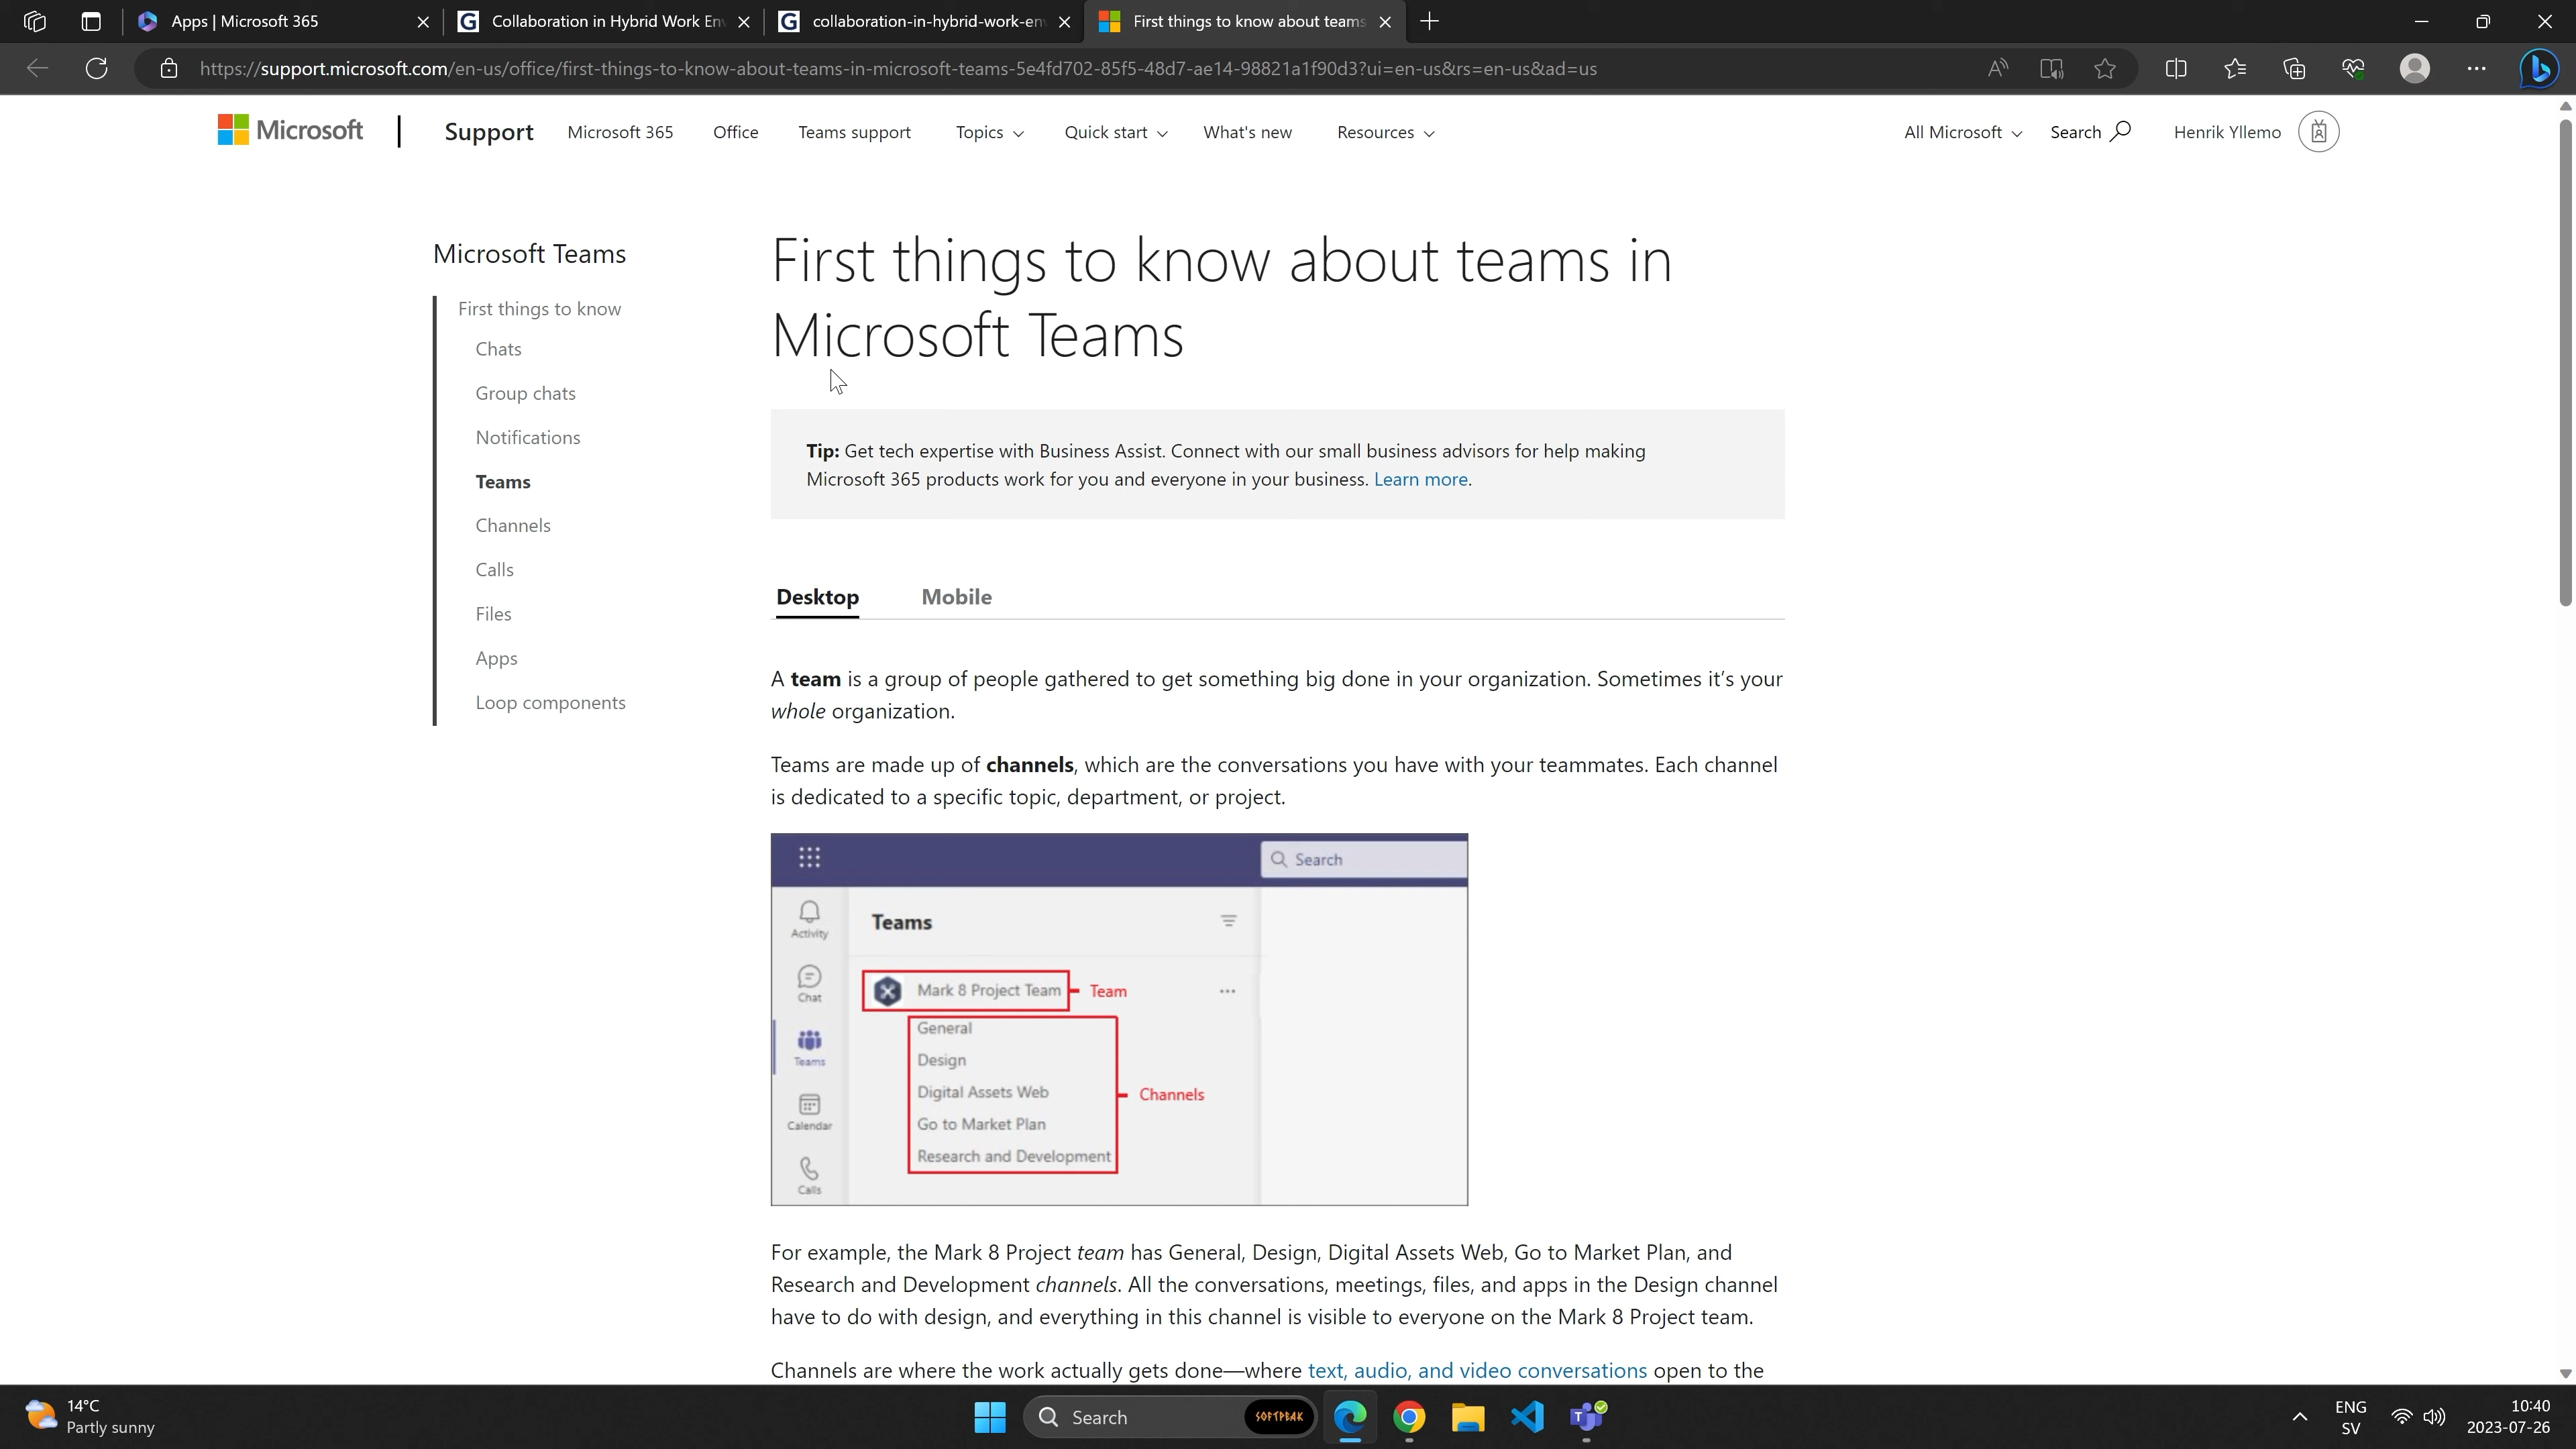 Apps | Microsoft 365
Collaboration in Hybrid Work En
collaboration-in-hybrid-work-en
First things to know about teams
https://support.microsoft.com/en-us/office/first-things-to-know-about-teams-in-microsoft-teams-5e4fd702-85f5-48d7-ae14-98821a1f90d3?ui=en-us&rs=en-us&ad=us
Microsoft | Support Microsoft 365 Office Teams support Topics Quick start What's new Resources All Microsoft Search Henrik Yllemo
Microsoft Teams
First things to know
Chats
Group chats
Notifications
Teams
Channels
Calls
Files
Apps
Loop components
First things to know about teams in
Microsoft Teams
Tip: Get tech expertise with Business Assist. Connect with our small business advisors for help making
Microsoft 365 products work for you and everyone in your business. Learn more.
Desktop Mobile
A team is a group of people gathered to get something big done in your organization. Sometimes it’s your
whole organization.
Teams are made up of channels, which are the conversations you have with your teammates. Each channel
is dedicated to a specific topic, department, or project.
Search
Activity
Chat
Teams
Calendar
Calls
Teams
Mark 8 Project Team Team
General
Design
Digital Assets Web
Go to Market Plan
Research and Development
Channels
For example, the Mark 8 Project team has General, Design, Digital Assets Web, Go to Market Plan, and
Research and Development channels. All the conversations, meetings, files, and apps in the Design channel
have to do with design, and everything in this channel is visible to everyone on the Mark 8 Project team.
Channels are where the work actually gets done—where text, audio, and video conversations open to the
14°C
Partly sunny
Search SOFTPEAK
ENG
SV
10:40
2023-07-26